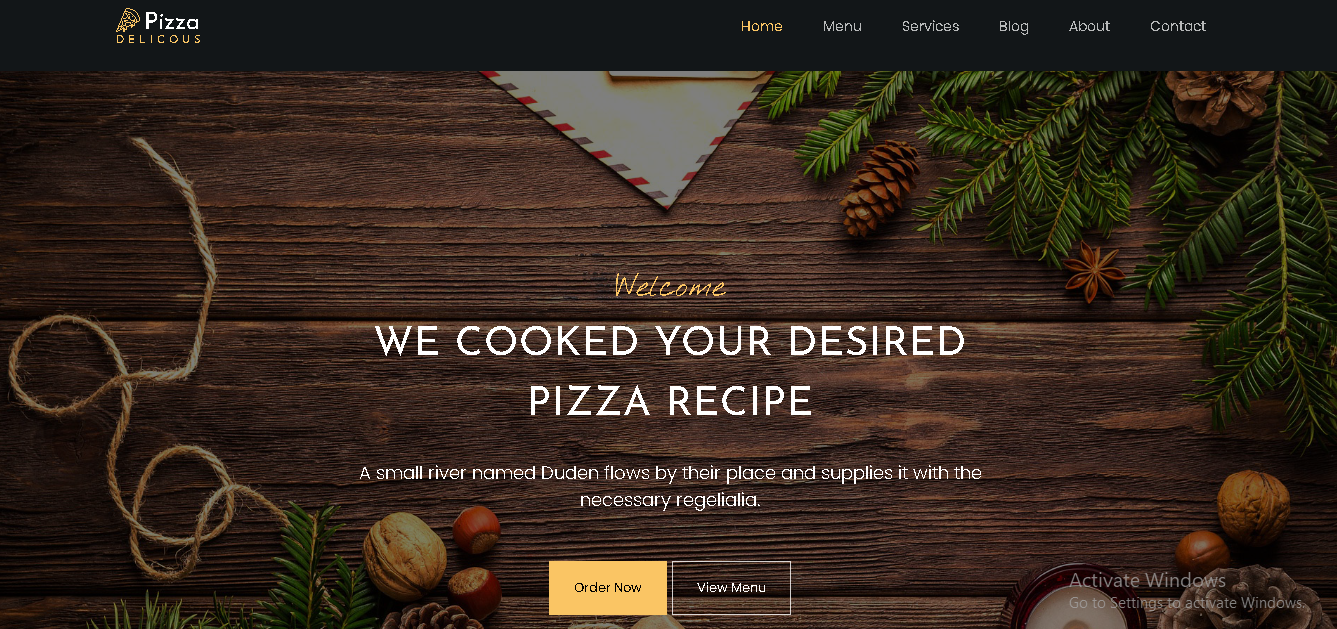 Pizza
DELICOUS
Home Menu Services Blog About Contact
Welcome
WE COOKED YOUR DESIRED
PIZZA RECIPE
A small river named Duden flows by their place and supplies it with the
necessary regelialia.
Order Now View Menu
Activate Windows
Go to Settings to activate Windows.